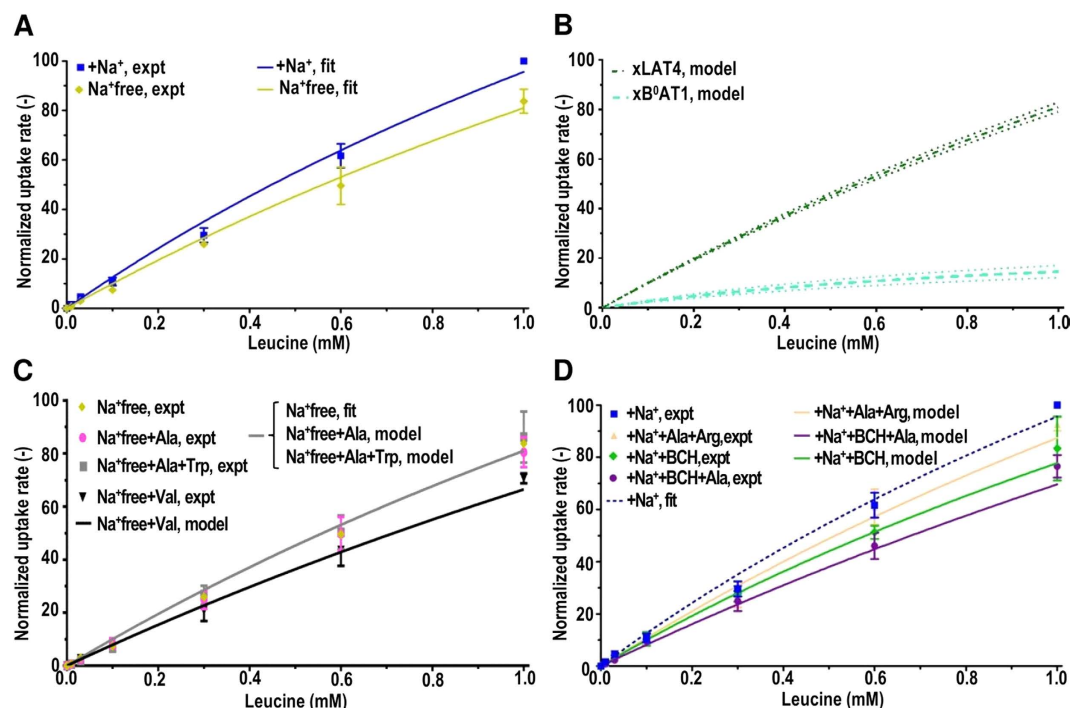 A
Normalized uptake rate (-)
100
80
60
40
20
0
+Na⁺, expt
+Na⁺, fit
Na⁺free, expt
Na⁺free, fit
0.0 0.2 0.4 0.6 0.8 1.0
Leucine (mM)
B
Normalized uptake rate (-)
100
80
60
40
20
0
xLAT4, model
xB⁰AT1, model
0.0 0.2 0.4 0.6 0.8 1.0
Leucine (mM)
C
Normalized uptake rate (-)
100
80
60
40
20
0
Na⁺free, expt
Na⁺free+Ala, expt
Na⁺free+Ala+Trp, expt
Na⁺free+Val, expt
Na⁺free+Val, model
Na⁺free, fit
Na⁺free+Ala, model
Na⁺free+Ala+Trp, model
0.0 0.2 0.4 0.6 0.8 1.0
Leucine (mM)
D
Normalized uptake rate (-)
100
80
60
40
20
0
+Na⁺, expt
+Na⁺+Ala+Arg,expt
+Na⁺+BCH,expt
+Na⁺+BCH+Ala,expt
+Na⁺, fit
+Na⁺+Ala+Arg, model
+Na⁺+BCH+Ala, model
+Na⁺+BCH, model
0.0 0.2 0.4 0.6 0.8 1.0
Leucine (mM)